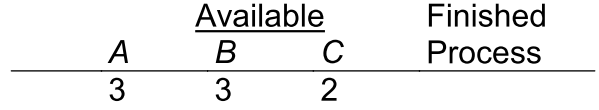 Available Finished
A B C Process
3 3 2